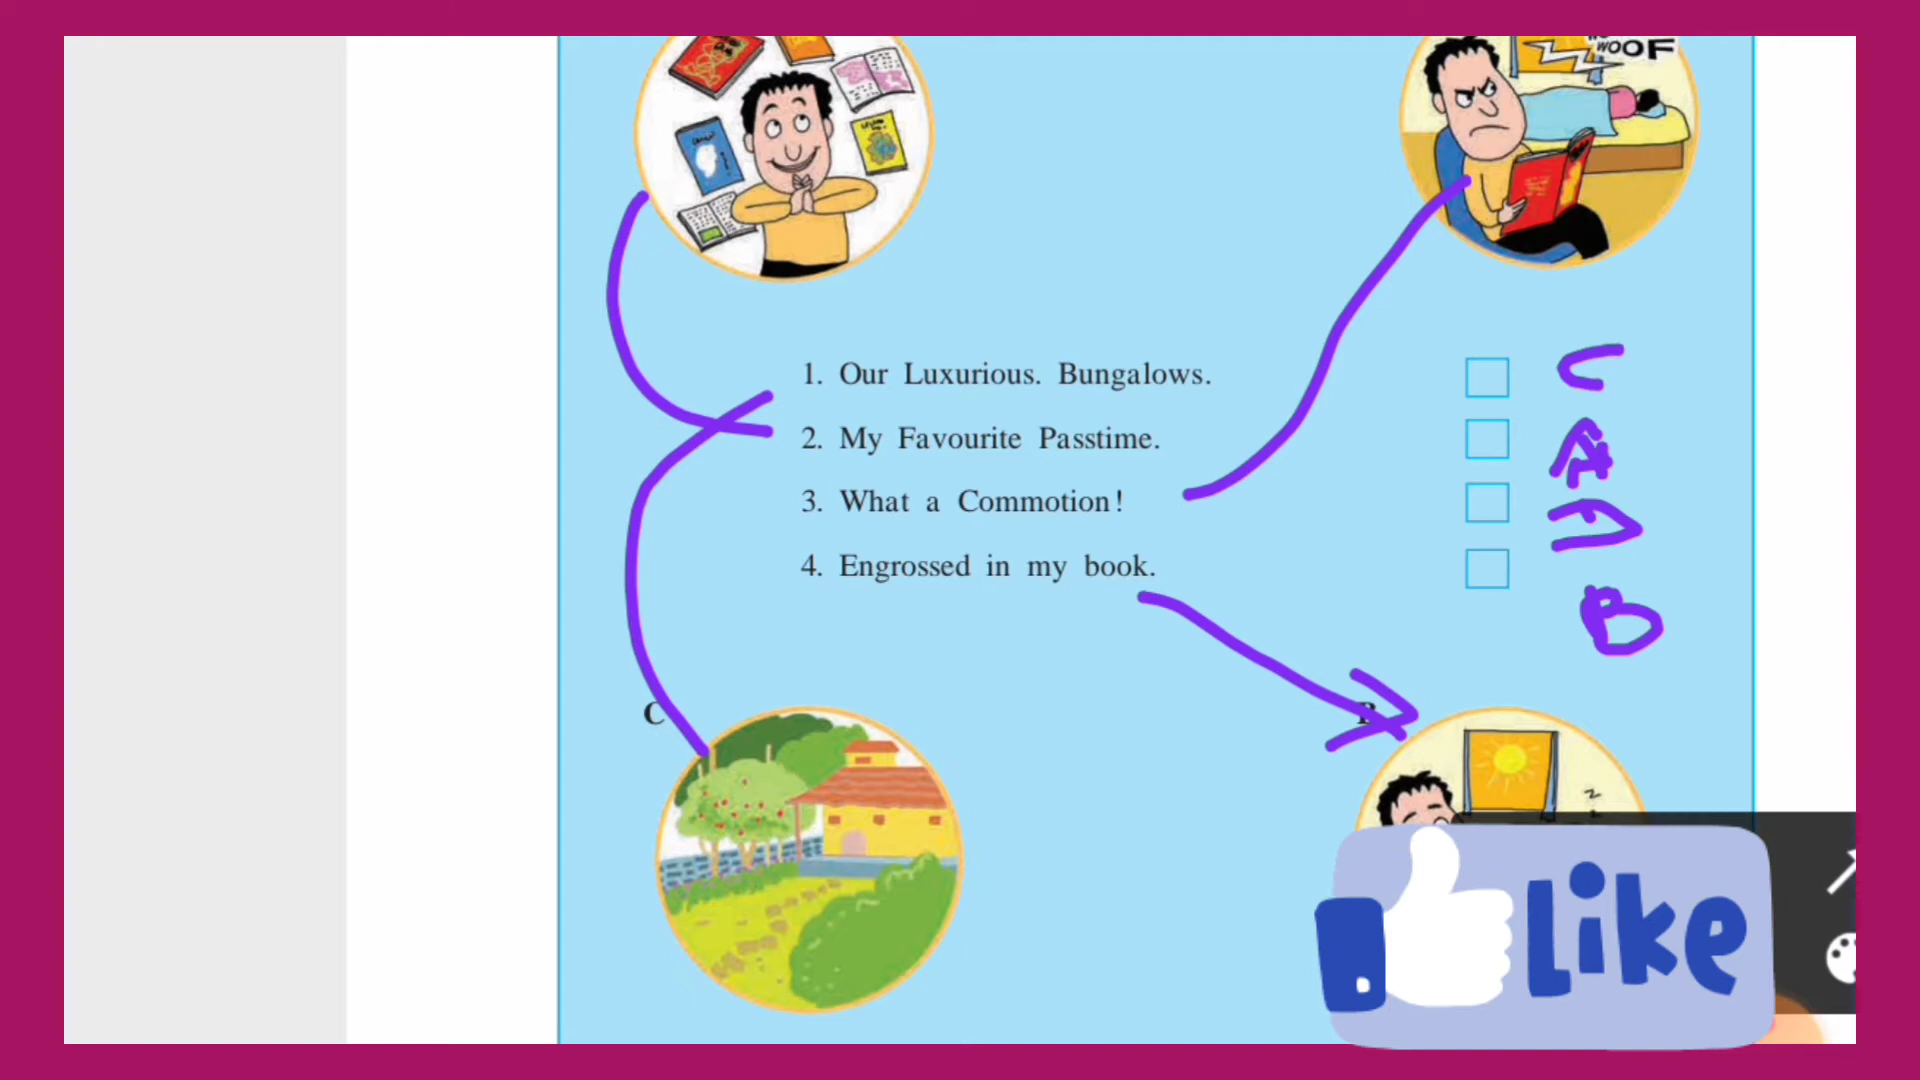 WOOF
1. Our Luxurious. Bungalows.
C
2. My Favourite Passtime.
A
3. What a Commotion!
D
4. Engrossed in my book.
B
C
B
z
Like